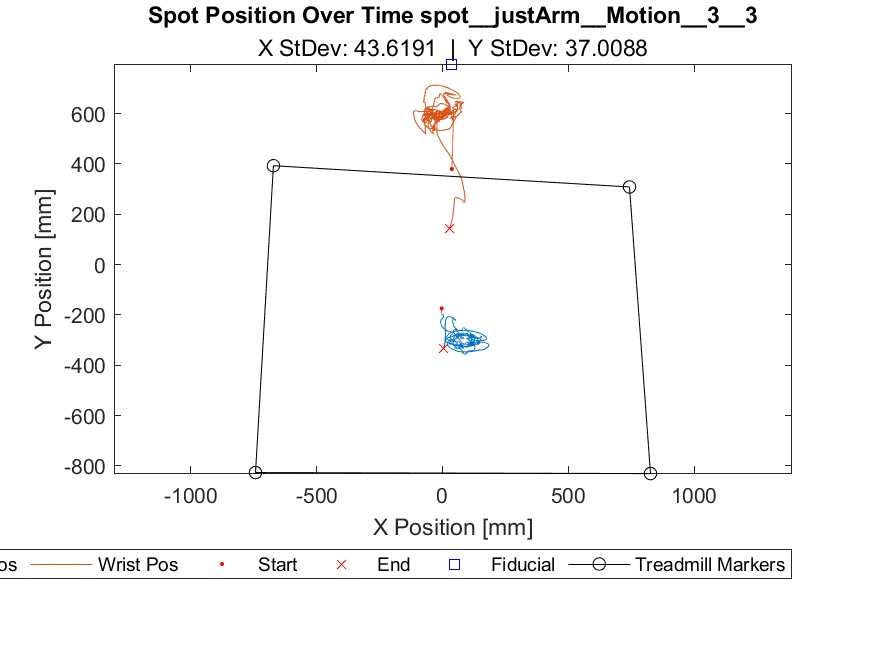 Spot Position Over Time spot__justArm__Motion__3__3
X StDev: 43.6191 | Y StDev: 37.0088
600
400
200
0
-200
-400
-600
-800
Y Position [mm]
-1000 -500 0 500 1000
X Position [mm]
os Wrist Pos Start End Fiducial Treadmill Markers